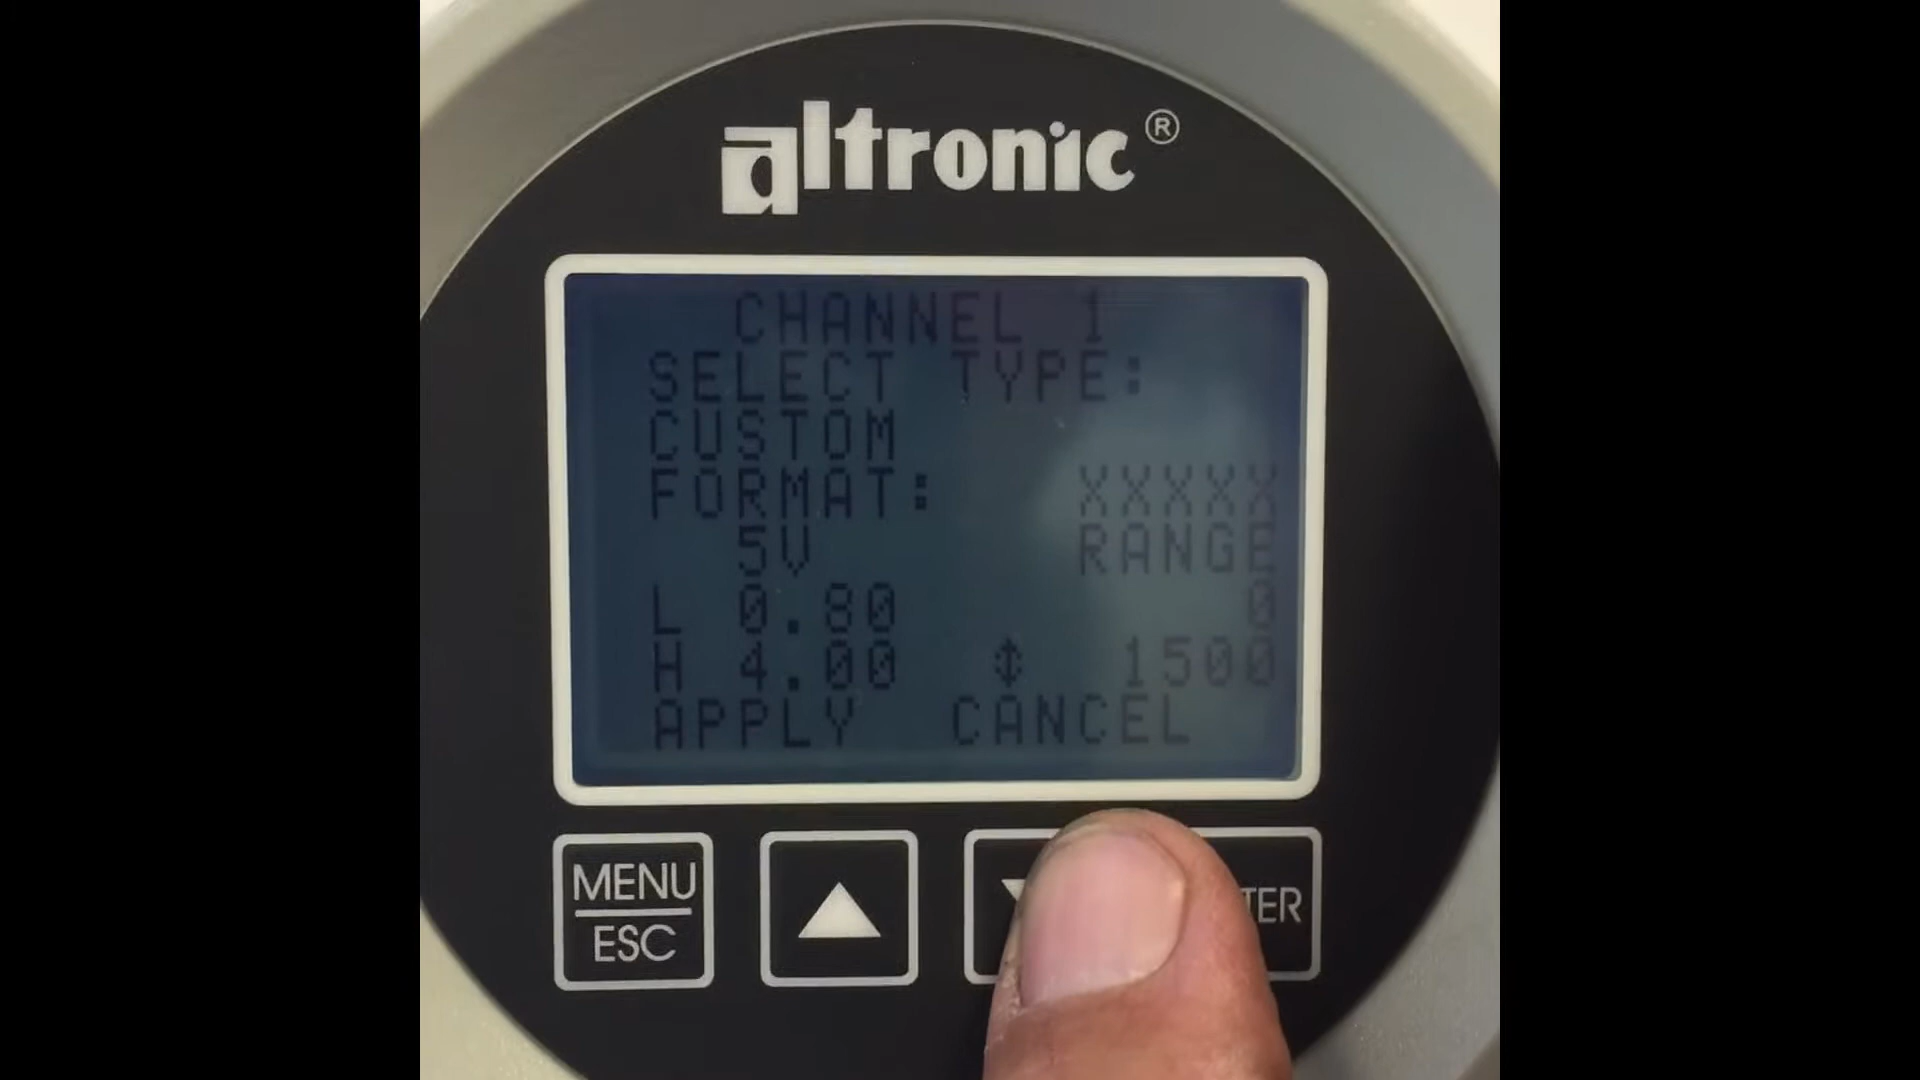 altronic®
CHANNEL 1
SELECT TYPE:
CUSTOM
FORMAT: XXXXX
5V RANGE
L 0.80 0
H 4.00 ↕ 1500
APPLY CANCEL
MENU
ESC
TER